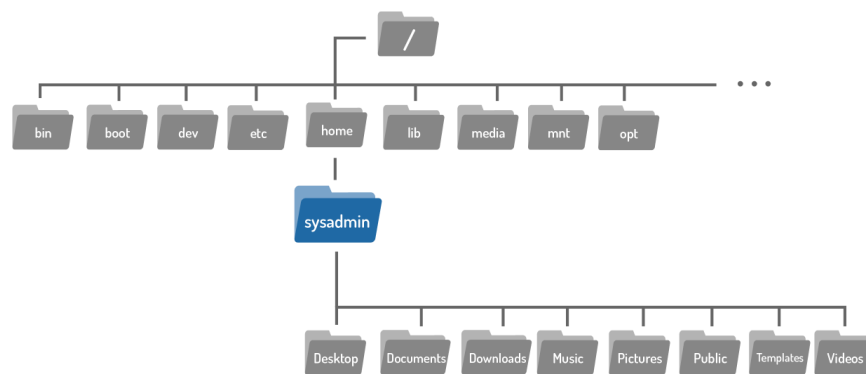 /
bin boot dev etc home lib media mnt opt
sysadmin
Desktop Documents Downloads Music Pictures Public Templates Videos